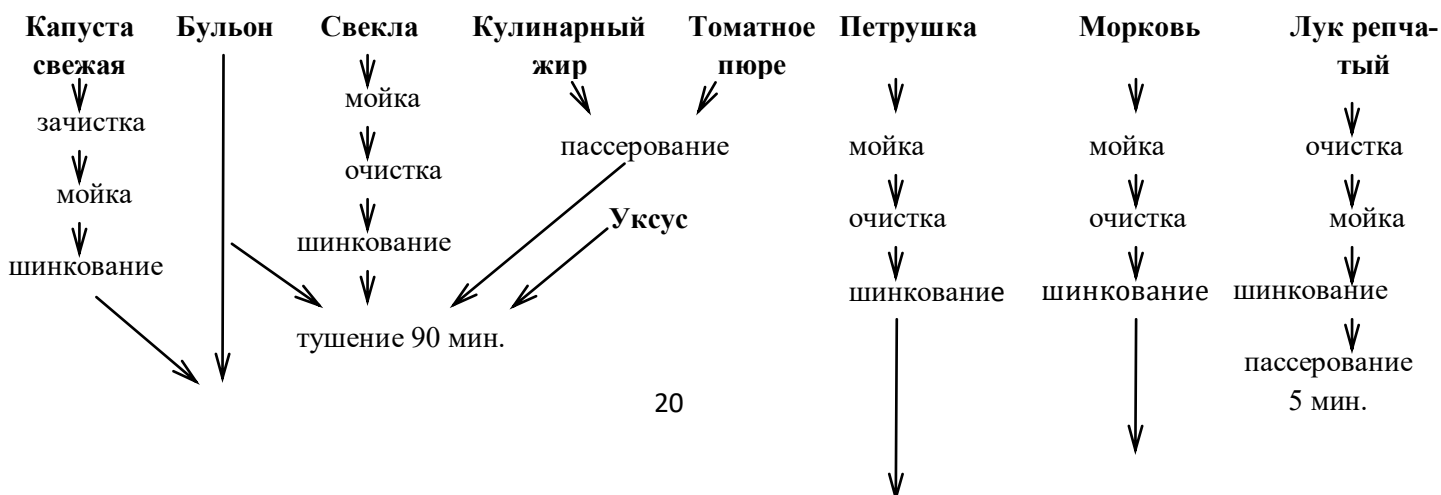 Капуста свежая
зачистка
мойка
шинкование
Бульон
Свекла
мойка
очистка
шинкование
тушение 90 мин.
Кулинарный жир
Томатное пюре
пассерование
Уксус
Петрушка
мойка
очистка
шинкование
Морковь
мойка
очистка
шинкование
Лук репча-
тый
очистка
мойка
шинкование
пассерование
5 мин.
20